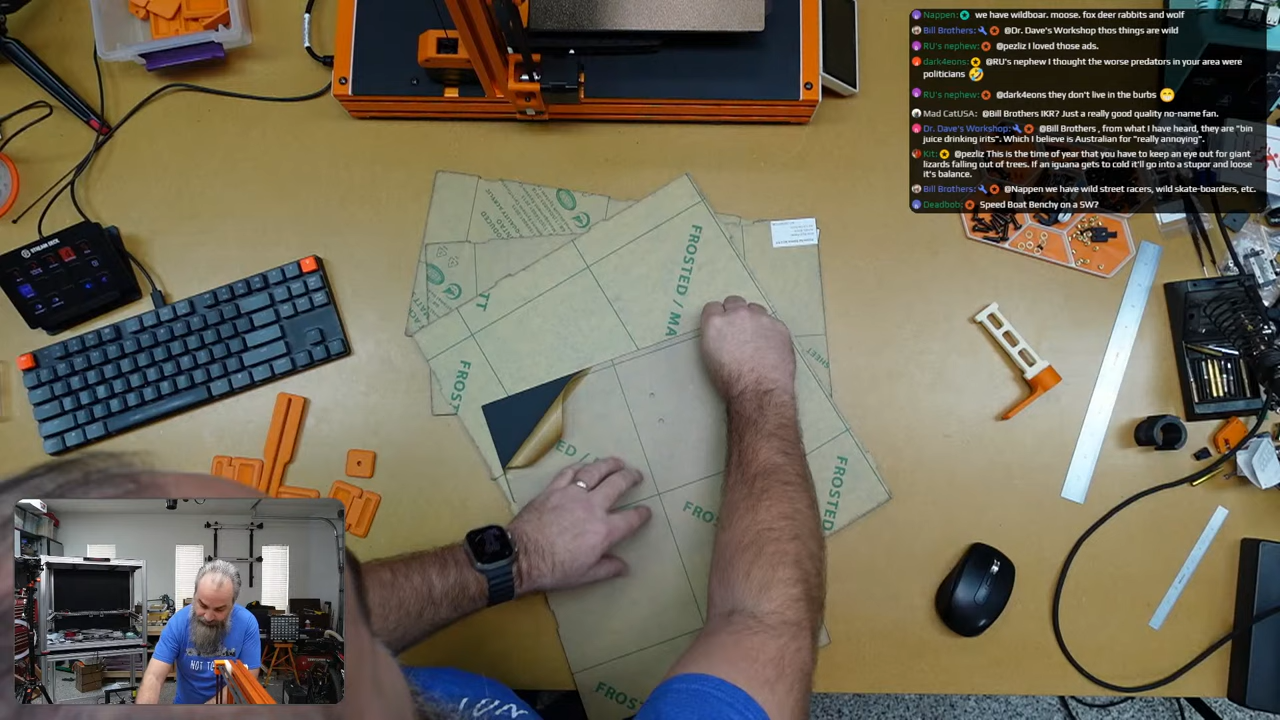 Nappen: we have wildboar. moose. fox deer rabbits and wolf
Bill Brothers: @Dr. Dave's Workshop thos things are wild
RU's nephew: @pezliz I loved those ads.
dark4eons: @RU's nephew I thought the worse predators in your area were
politicians 🤣
RU's nephew: @dark4eons they don't live in the burbs 😁
Mad CatUSA: @Bill Brothers IKR? Just a really good quality no-name fan.
Dr. Dave's Workshop: @Bill Brothers , from what I have heard, they are "bin
juice drinking irits". Which I believe is Australian for "really annoying".
Kit: @pezliz This is the time of year that you have to keep an eye out for giant
lizards falling out of trees. If an iguana gets to cold it'll go into a stupor and loose
it's balance.
Bill Brothers: @Nappen we have wild street racers, wild skate-boarders, etc.
Deadbob: Speed Boat Benchy on a SW?
FROSTED / MA
TT
FROST
ED /
FROS
FROSTED
FROSTED
SHEET
NOT TO